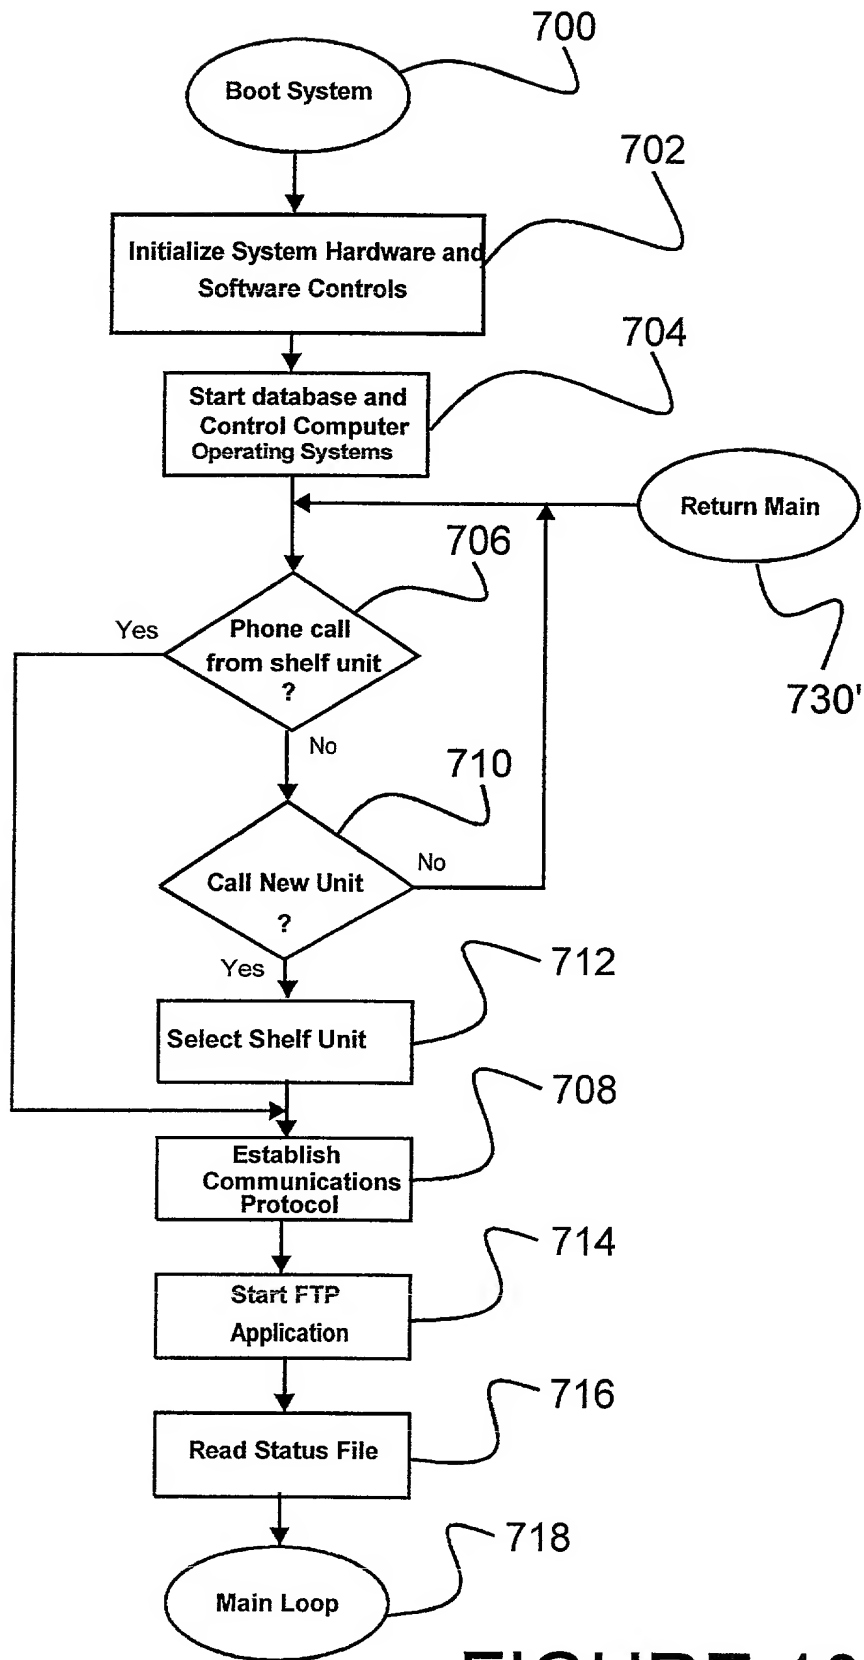 700
Boot System
702
Initialize System Hardware and
Software Controls
704
Start database and
Control Computer
Operating Systems
Return Main
706
Yes
Phone call
from shelf unit
?
730'
No
710
Call New Unit
?
No
Yes
712
Select Shelf Unit
708
Establish
Communications
Protocol
714
Start FTP
Application
716
Read Status File
718
Main Loop